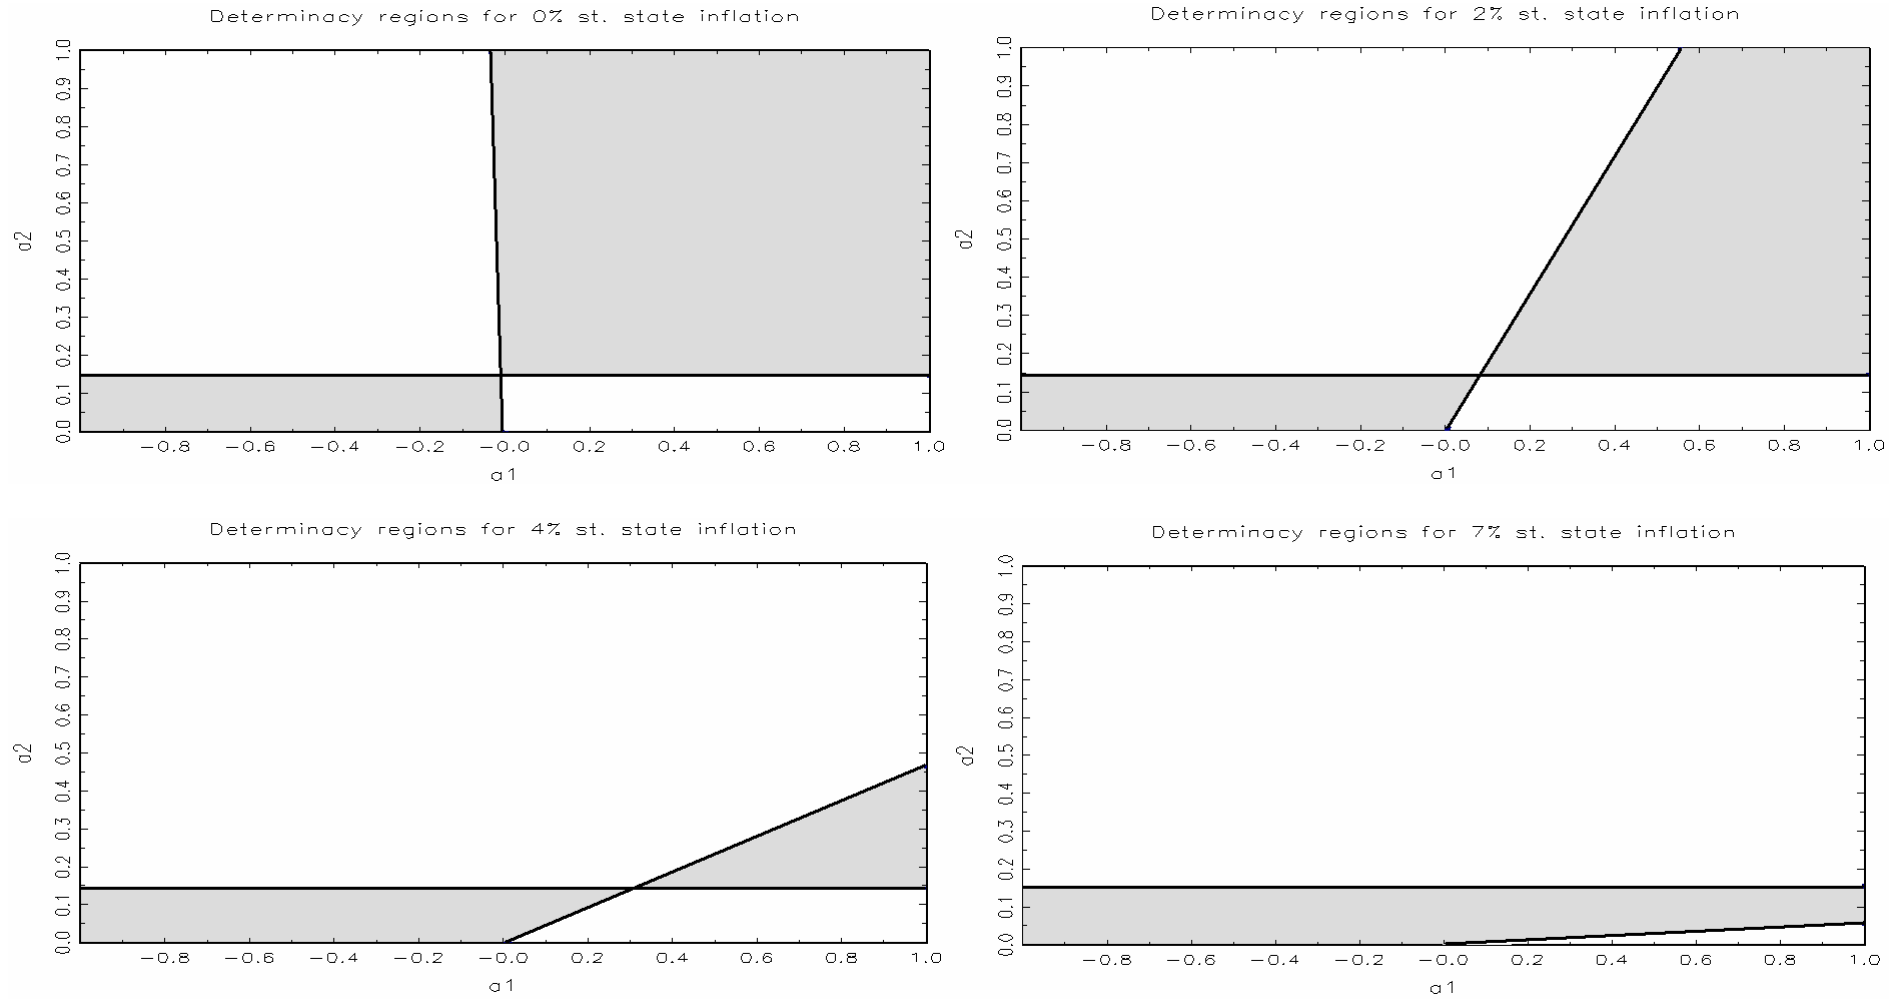 Determinacy regions for 0% st. state inflation
a2
0.0 0.1 0.2 0.3 0.4 0.5 0.6 0.7 0.8 0.9 1.0
-0.8 -0.6 -0.4 -0.2 -0.0 0.2 0.4 0.6 0.8 1.0
a1
Determinacy regions for 2% st. state inflation
a2
0.0 0.1 0.2 0.3 0.4 0.5 0.6 0.7 0.8 0.9 1.0
-0.8 -0.6 -0.4 -0.2 -0.0 0.2 0.4 0.6 0.8 1.0
a1
Determinacy regions for 4% st. state inflation
a2
0.0 0.1 0.2 0.3 0.4 0.5 0.6 0.7 0.8 0.9 1.0
-0.8 -0.6 -0.4 -0.2 -0.0 0.2 0.4 0.6 0.8 1.0
a1
Determinacy regions for 7% st. state inflation
a2
0.0 0.1 0.2 0.3 0.4 0.5 0.6 0.7 0.8 0.9 1.0
-0.8 -0.6 -0.4 -0.2 -0.0 0.2 0.4 0.6 0.8 1.0
a1